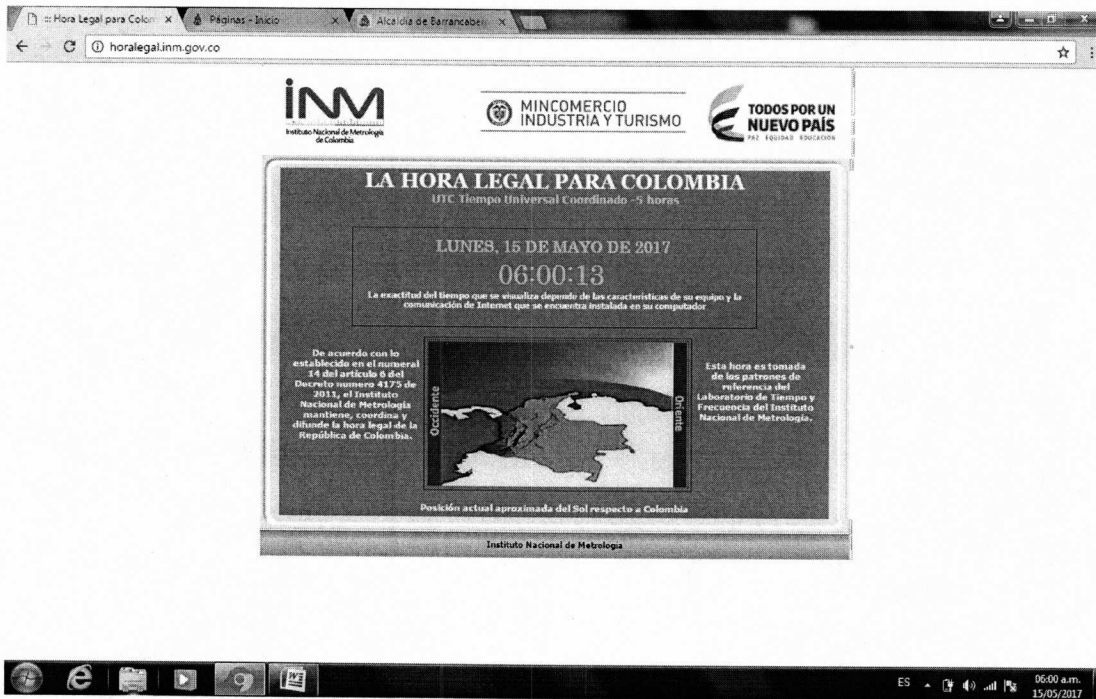 ::: Hora Legal para Colom
Páginas - Inicio
Alcaldia de Barrancaber
horalegal.inm.gov.co
iNM
Instituto Nacional de Metrología
de Colombia
MINCOMERCIO
INDUSTRIA Y TURISMO
TODOS POR UN
NUEVO PAÍS
PAZ EQUIDAD EDUCACIÓN
LA HORA LEGAL PARA COLOMBIA
UTC Tiempo Universal Coordinado -5 horas
LUNES, 15 DE MAYO DE 2017
06:00:13
La exactitud del tiempo que se visualiza depende de las características de su equipo y la
comunicación de Internet que se encuentra instalada en su computador
De acuerdo con lo
establecido en el numeral
14 del artículo 6 del
Decreto numero 4175 de
2011, el Instituto
Nacional de Metrología
mantiene, coordina y
difunde la hora legal de la
República de Colombia.
Occidente
Oriente
Esta hora es tomada
de los patrones de
referencia del
Laboratorio de Tiempo y
Frecuencia del Instituto
Nacional de Metrología.
Posición actual aproximada del Sol respecto a Colombia
Instituto Nacional de Metrología
ES
06:00 a.m.
15/05/2017